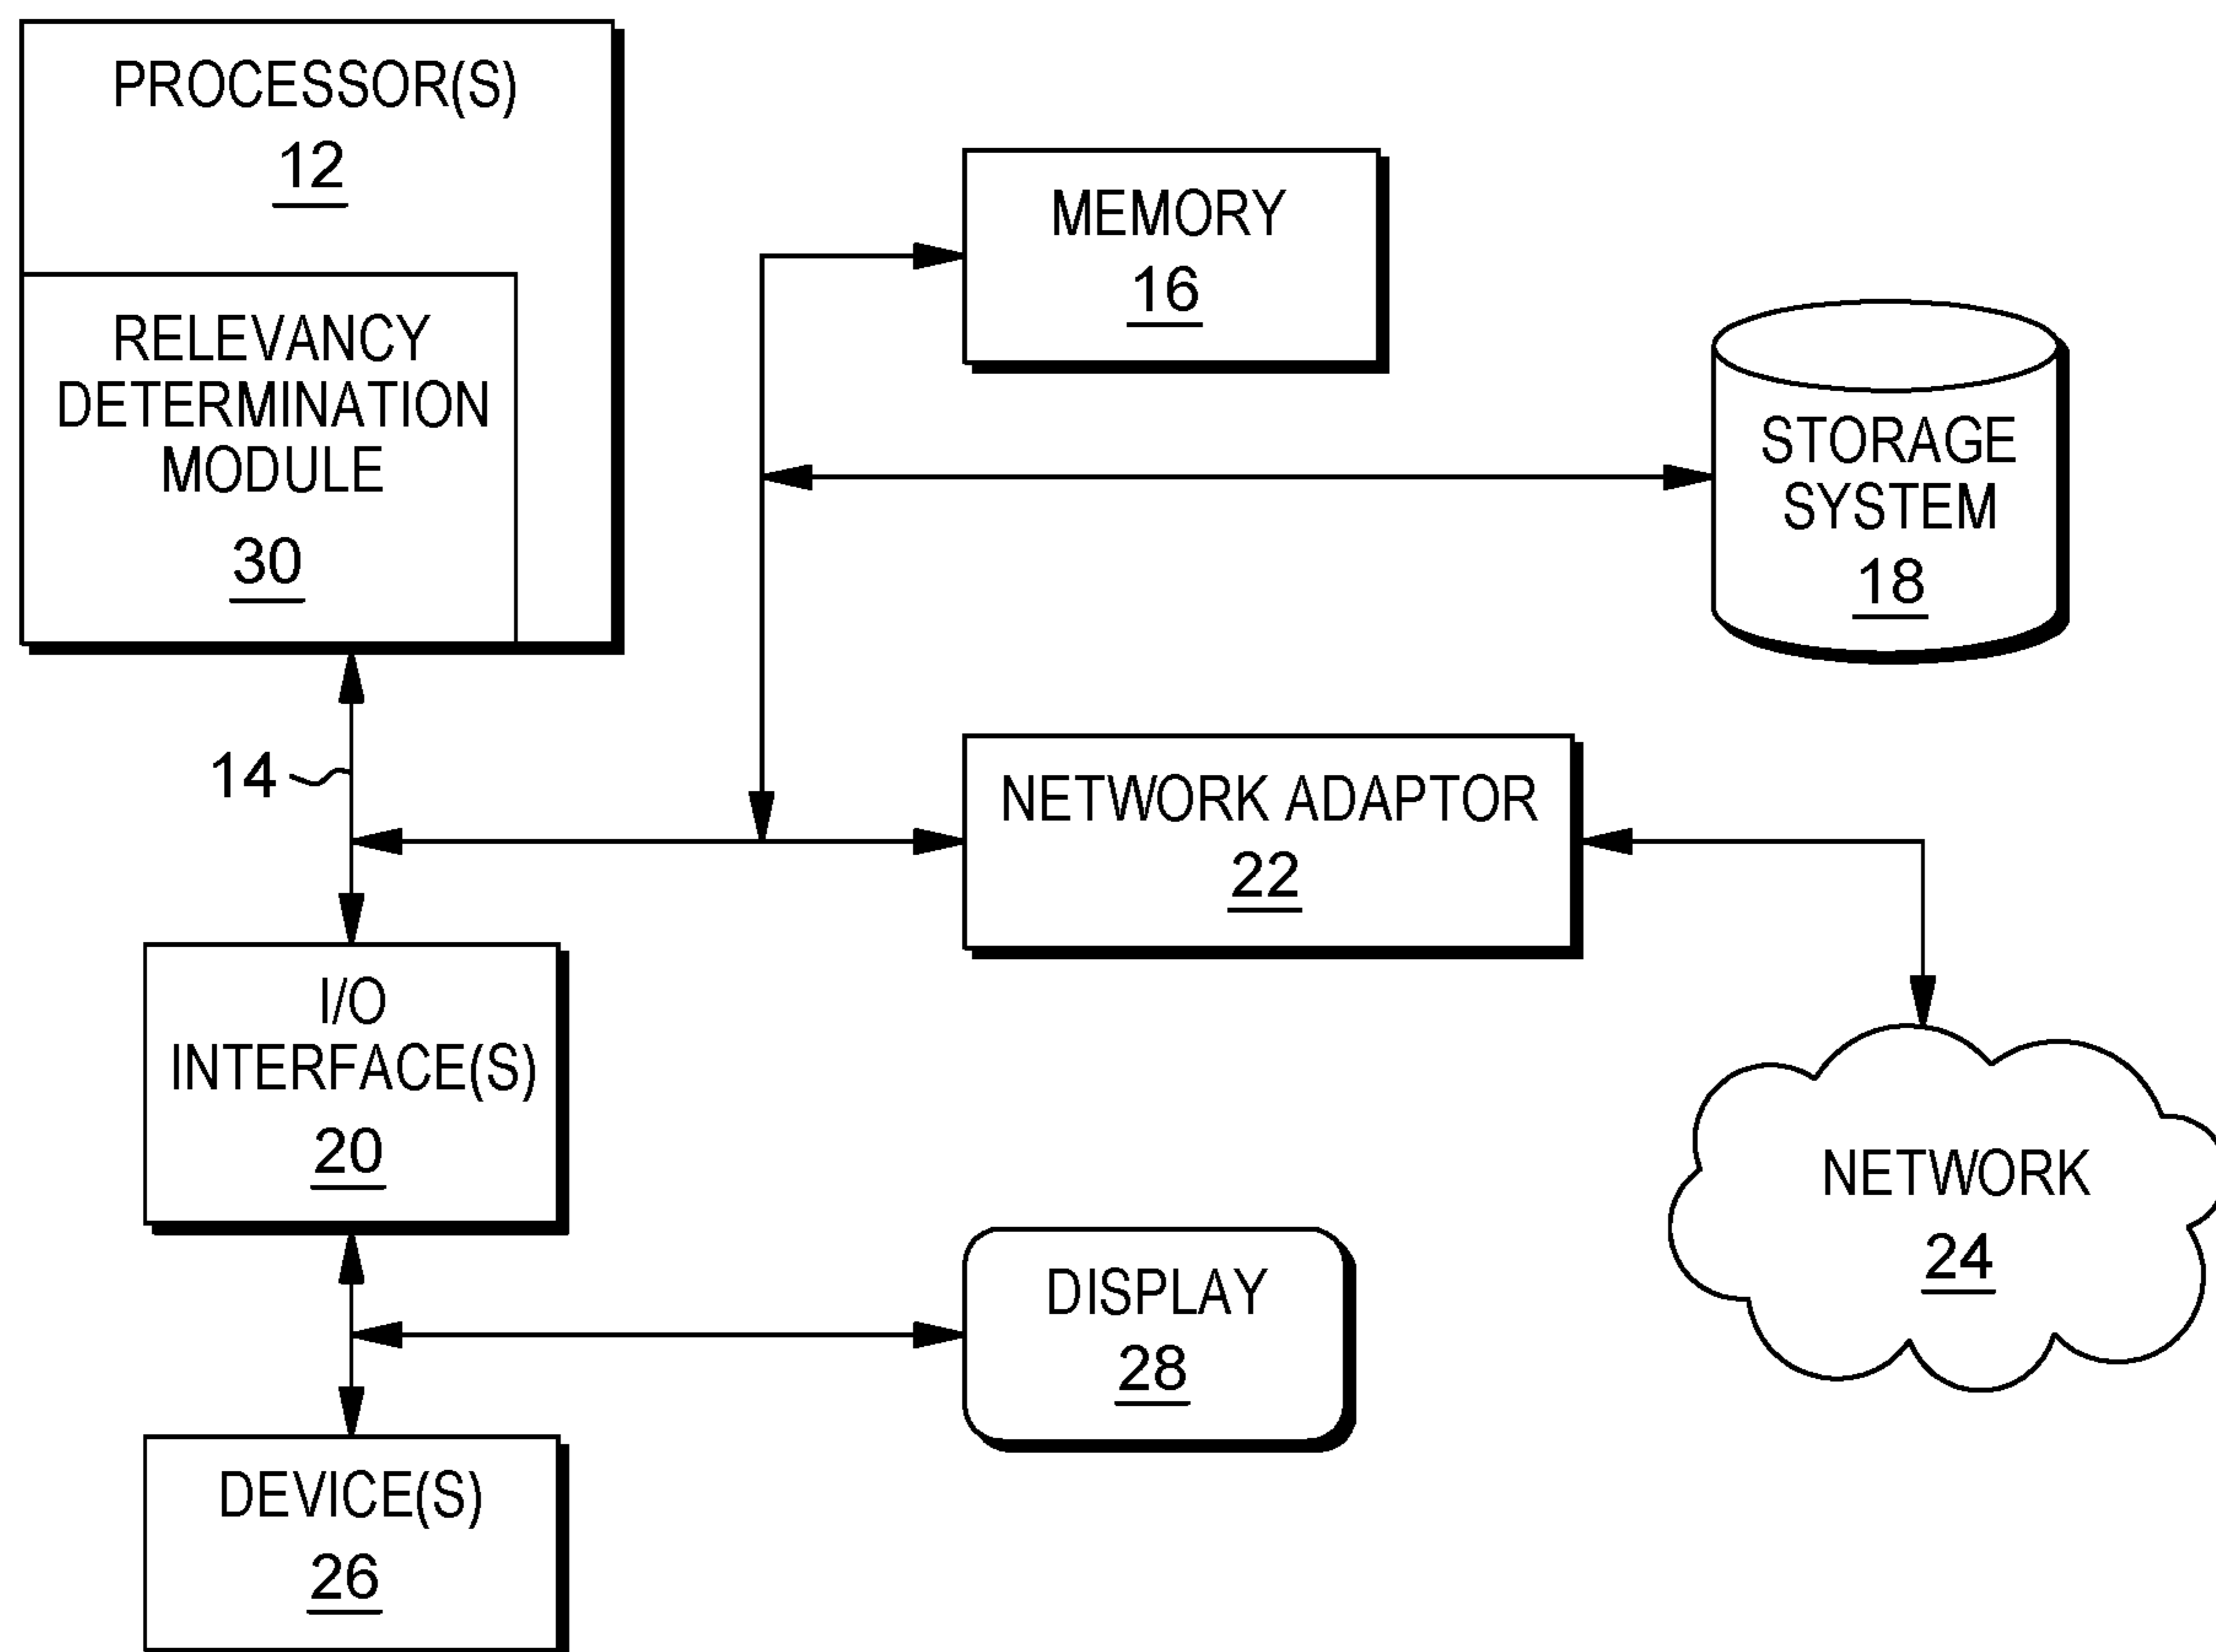 PROCESSOR(S)
12
RELEVANCY
DETERMINATION
MODULE
30
MEMORY
16
STORAGE
SYSTEM
18
14
NETWORK ADAPTOR
22
I/O
INTERFACE(S)
20
NETWORK
24
DISPLAY
28
DEVICE(S)
26